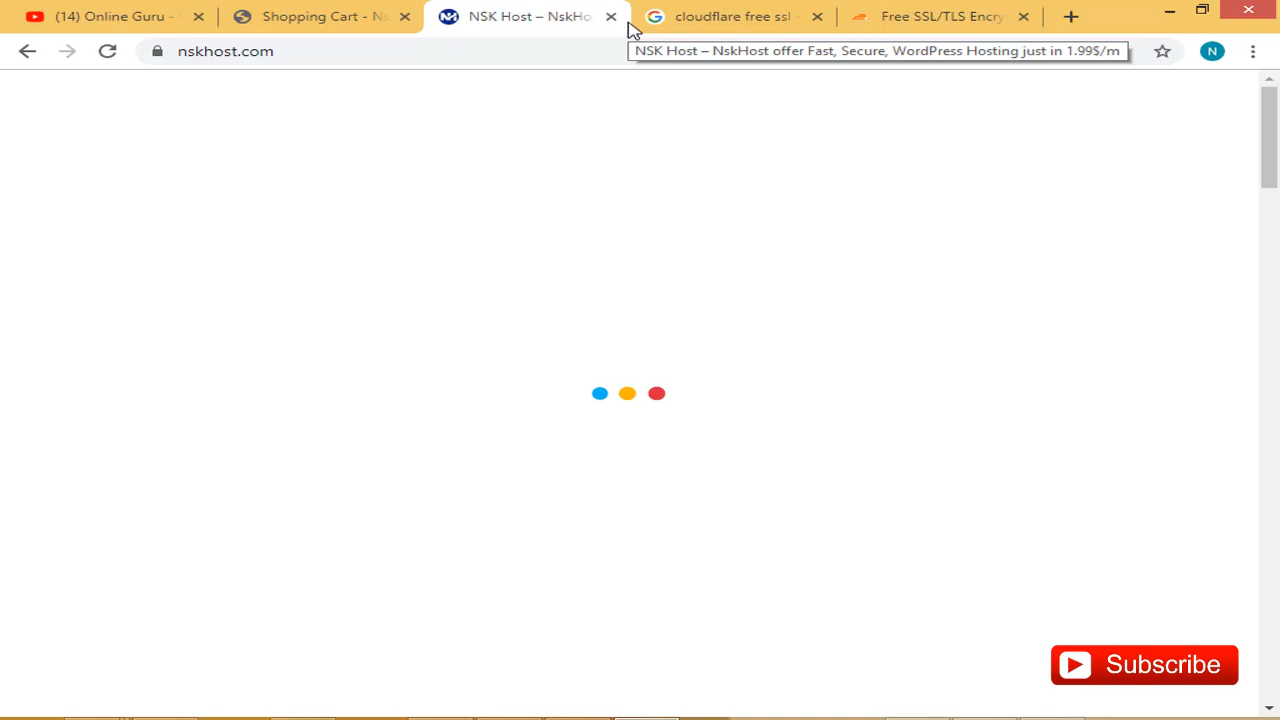 (14) Online Guru -
Shopping Cart - Ns
NSK Host – NskHo
cloudflare free ssl -
Free SSL/TLS Encry
nskhost.com
NSK Host – NskHost offer Fast, Secure, WordPress Hosting just in 1.99$/m
N
Subscribe